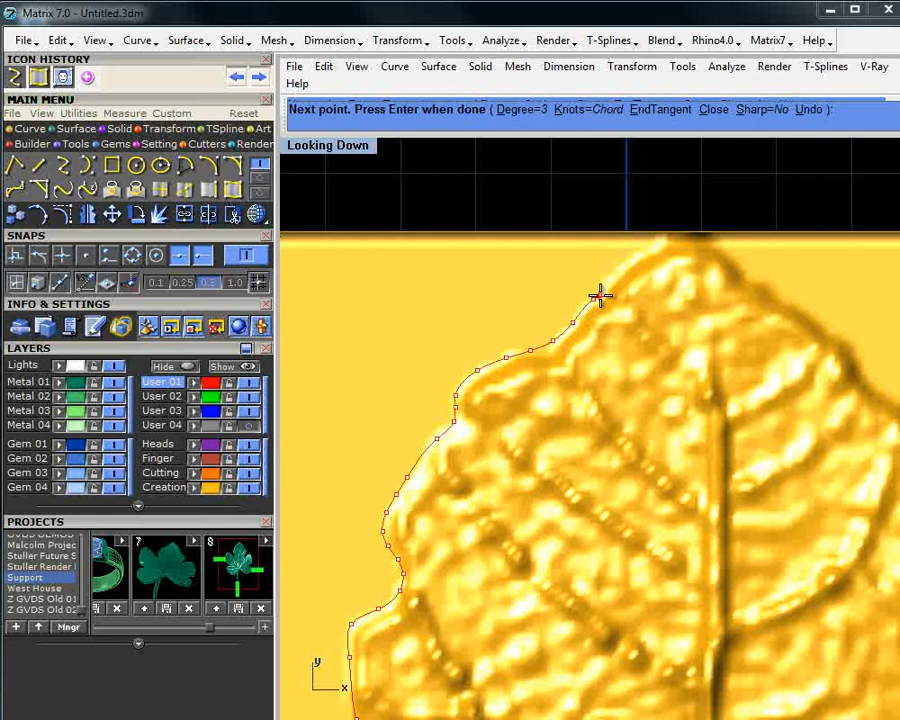 Matrix 7.0 - Untitled.3dm
File Edit View Curve Surface Solid Mesh Dimension Transform Tools Analyze Render T-Splines Blend Rhino4.0 Matrix7 Help
ICON HISTORY
MAIN MENU
View Utilities Measure Custom Reset
Curve Surface Solid Transform TSpline Art
Builder Tools Gems Setting Cutters Render
SNAPS
0.1 0.25 0.5 1.0
INFO & SETTINGS
LAYERS
Lights Hide Show
Metal 01 User 01
Metal 02 User 02
Metal 03 User 03
Metal 04 User 04
Gem 01 Heads
Gem 02 Finger
Gem 03 Cutting
Gem 04 Creation
PROJECTS
Malcolm Projec
Stuller Future S
Stuller Render I
Support
West House
Z GVDS Old 01
Z GVDS Old 02
7 8
Mngr
File Edit View Curve Surface Solid Mesh Dimension Transform Tools Analyze Render T-Splines V-Ray
Help
Next point. Press Enter when done ( Degree=3 Knots=Chord EndTangent Close Sharp=No Undo ):
Looking Down
y
x